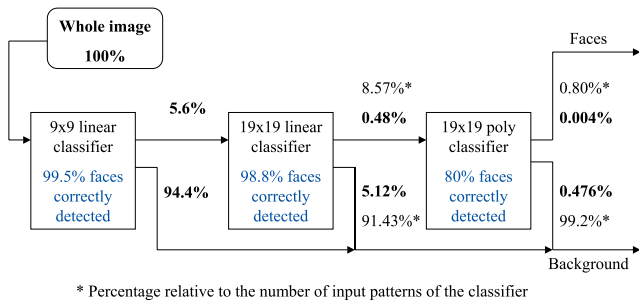 Whole image
100%
Faces
8.57%*
0.80%*
5.6%
0.48%
0.004%
9x9 linear
classifier
99.5% faces
correctly
detected
19x19 linear
classifier
98.8% faces
correctly
detected
19x19 poly
classifier
80% faces
correctly
detected
94.4%
5.12%
91.43%*
0.476%
99.2%*
Background
* Percentage relative to the number of input patterns of the classifier